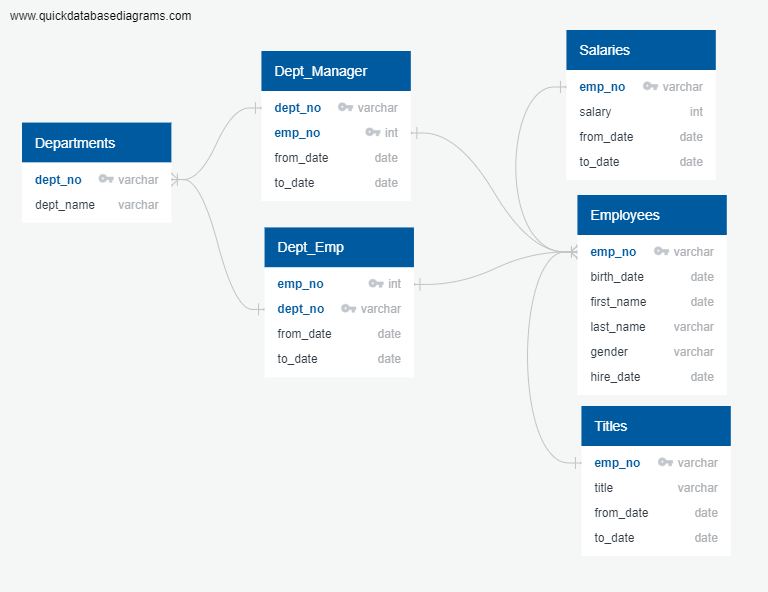 www.quickdatabasediagrams.com
Departments
dept_no varchar
dept_name varchar
Dept_Manager
dept_no varchar
emp_no int
from_date date
to_date date
Dept_Emp
emp_no int
dept_no varchar
from_date date
to_date date
Salaries
emp_no varchar
salary int
from_date date
to_date date
Employees
emp_no varchar
birth_date date
first_name date
last_name varchar
gender varchar
hire_date date
Titles
emp_no varchar
title varchar
from_date date
to_date date